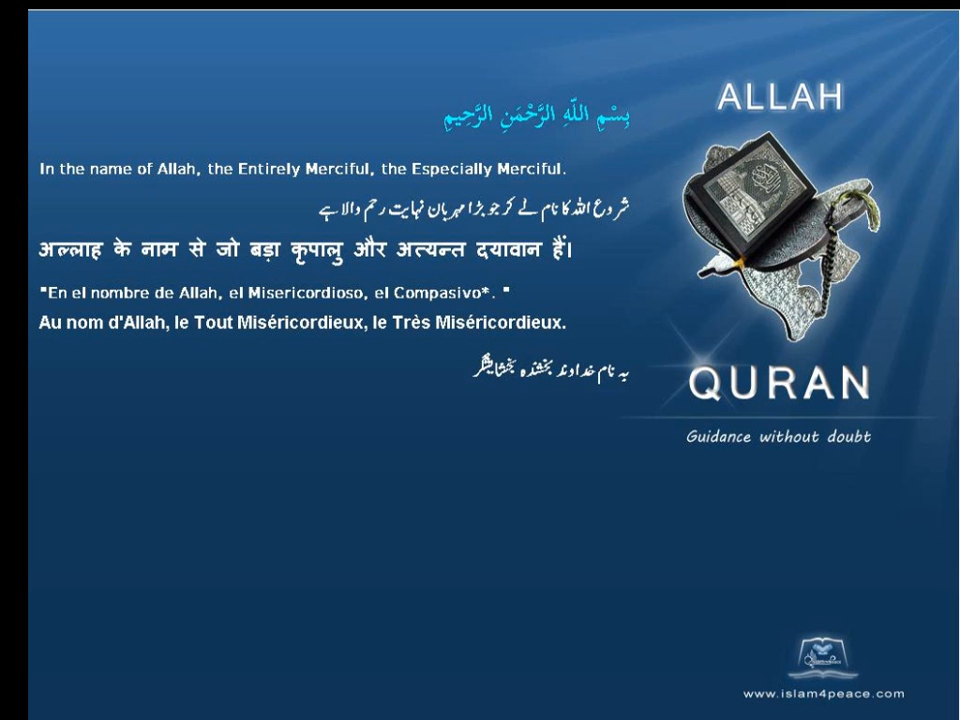 بِسْمِ اللَّهِ الرَّحْمَنِ الرَّحِيمِ
In the name of Allah, the Entirely Merciful, the Especially Merciful.
شروع الله کا نام لے کر جو بڑا مہربان نہایت رحم والا ہے
अल्लाह के नाम से जो बड़ा कृपालु और अत्यन्त दयावान हैं।
"En el nombre de Allah, el Misericordioso, el Compasivo*. "
Au nom d'Allah, le Tout Miséricordieux, le Très Miséricordieux.
به نام خداوند بخشنده بخشایشگر
ALLAH
QURAN
Guidance without doubt
www.islam4peace.com